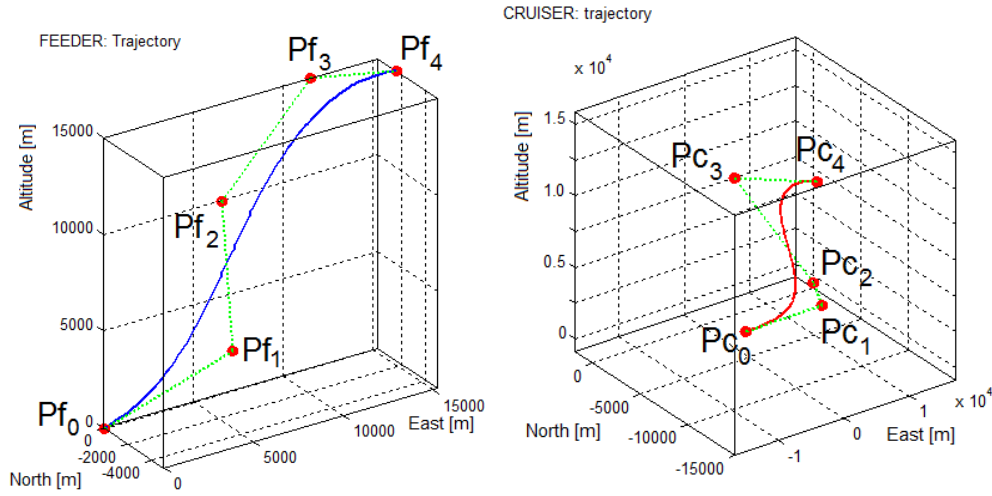 FEEDER: Trajectory
Pf0
Pf1
Pf2
Pf3
Pf4
Altitude [m]
15000
10000
5000
0
North [m]
0
-2000
-4000
East [m]
0
5000
10000
15000
CRUISER: trajectory
x 10^4
Pc0
Pc1
Pc2
Pc3
Pc4
Altitude [m]
1.5
1.0
0.5
0
North [m]
0
-5000
-10000
-15000
East [m]
-1
0
1
x 10^4